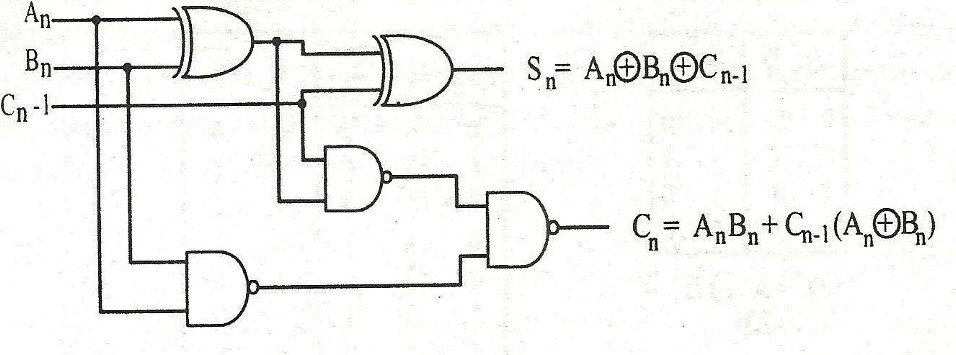 Aₙ
Bₙ
Cₙ-1
Sₙ = Aₙ⊕Bₙ⊕Cₙ₋₁
Cₙ = AₙBₙ + Cₙ₋₁(Aₙ⊕Bₙ)